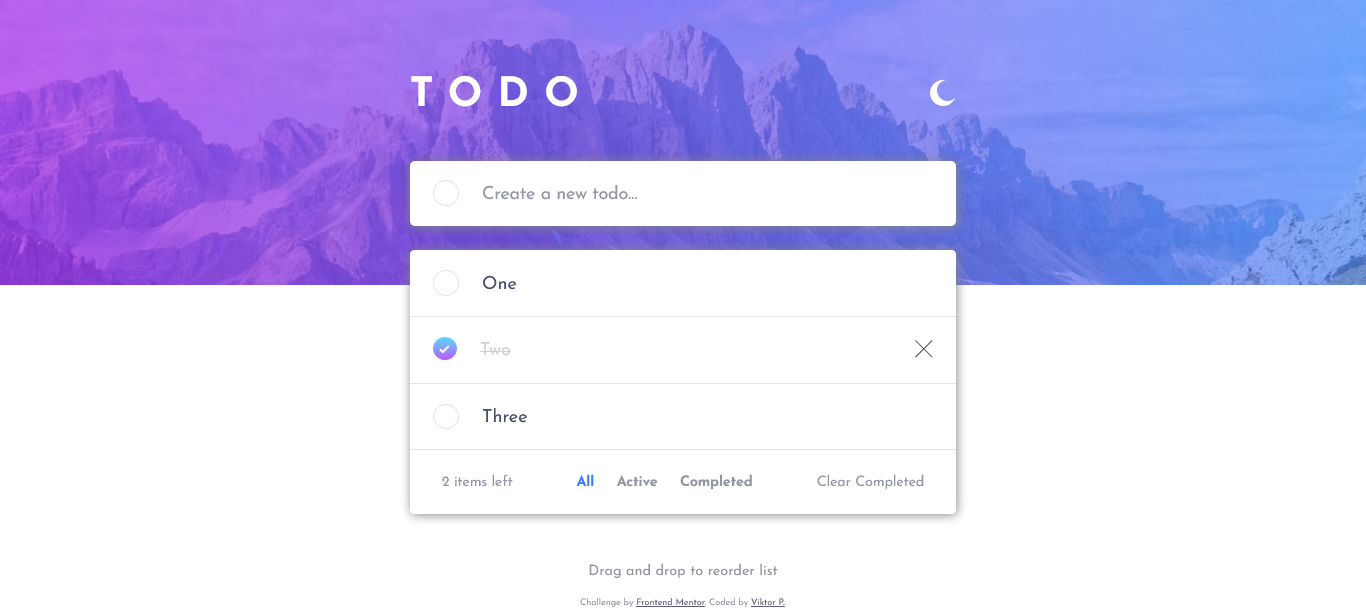 TODO
Create a new todo...
One
Two
Three
2 items left All Active Completed Clear Completed
Drag and drop to reorder list
Challenge by Frontend Mentor. Coded by Viktor P.